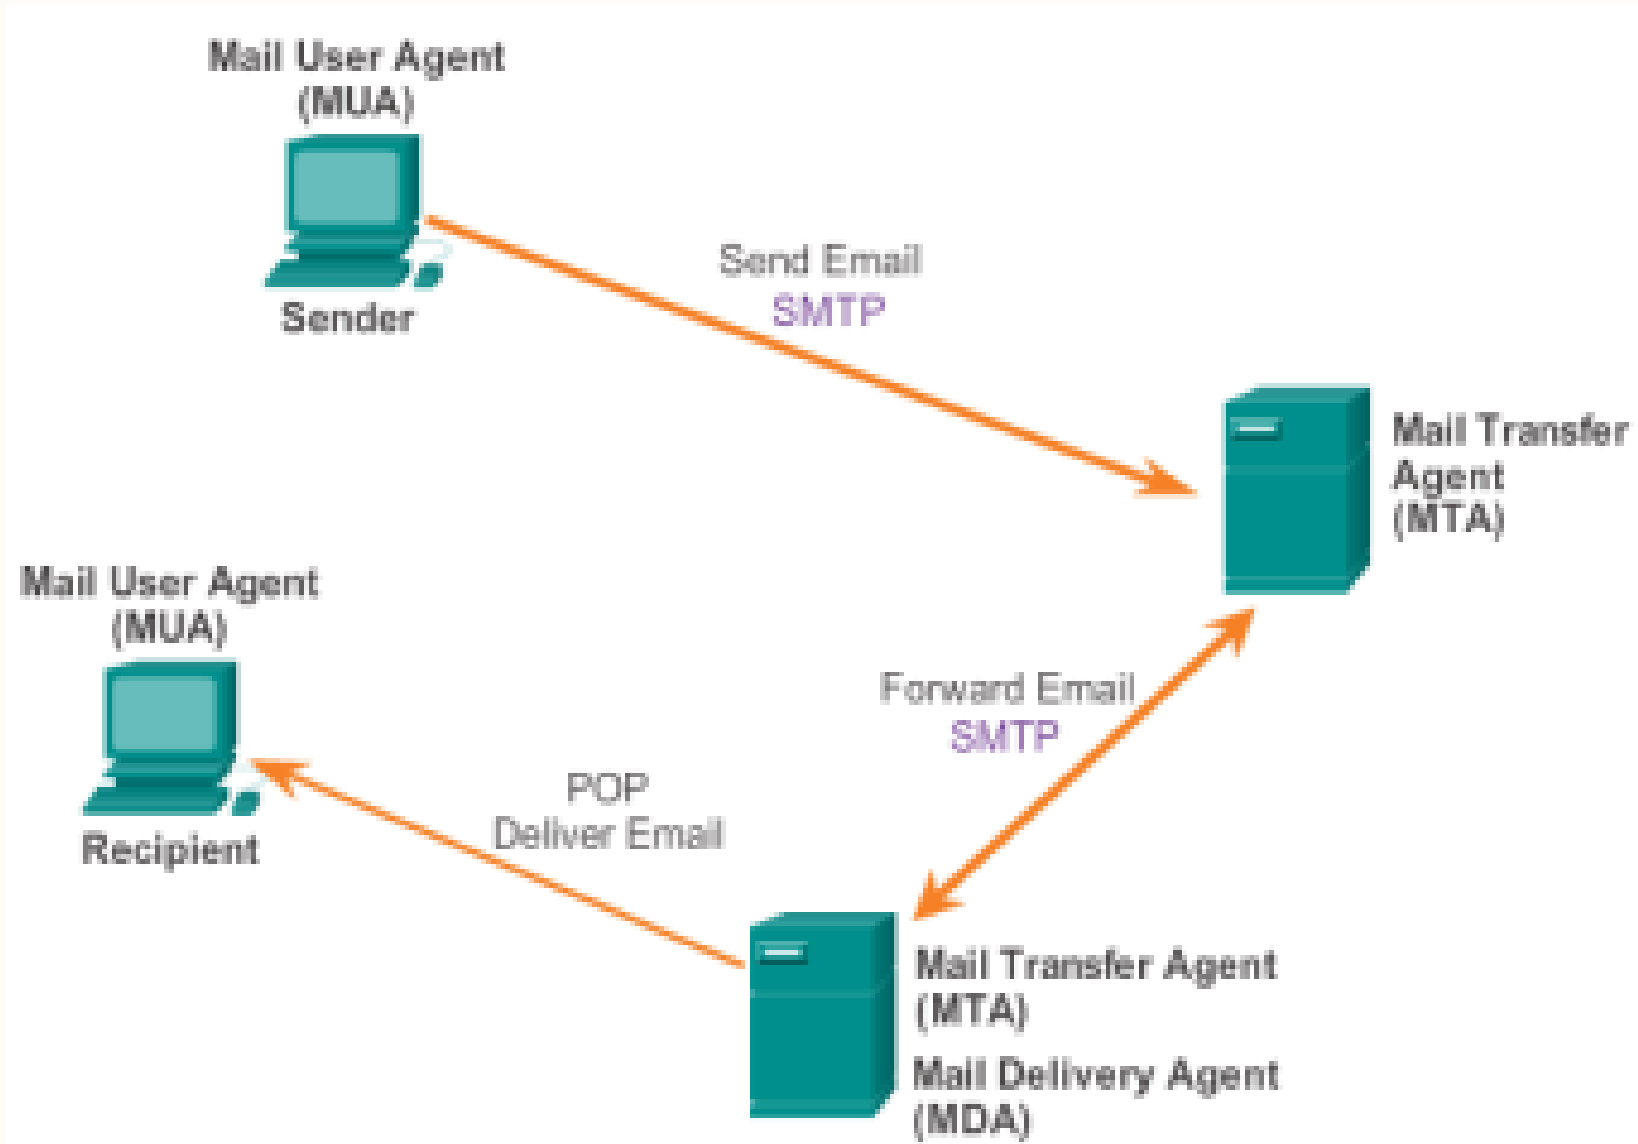 Mail User Agent
(MUA)
Sender
Send Email
SMTP
Mail Transfer
Agent
(MTA)
Mail User Agent
(MUA)
Recipient
Forward Email
SMTP
POP
Deliver Email
Mail Transfer Agent
(MTA)
Mail Delivery Agent
(MDA)